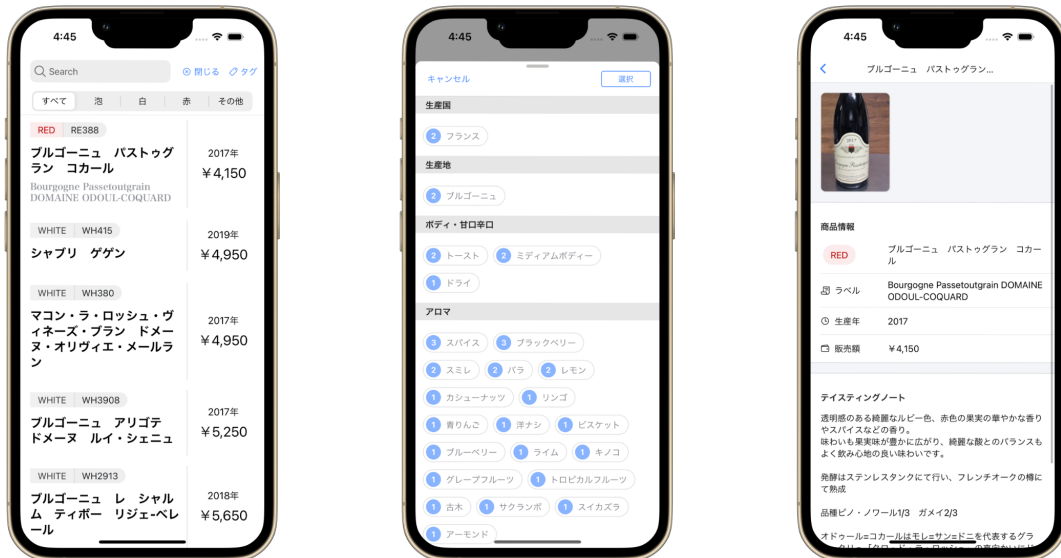 4:45
Search
閉じる タグ
すべて 泡 白 赤 その他
RED RE388
ブルゴーニュ パストゥグ
ラン コカール
Bourgogne Passetoutgrain
DOMAINE ODOUL-COQUARD
2017年
￥4,150
WHITE WH415
シャブリ ゲゲン
2019年
￥4,950
WHITE WH380
マコン・ラ・ロッシュ・ヴ
ィネーズ・ブラン ドメー
ヌ・オリヴィエ・メールラ
ン
2017年
￥4,950
WHITE WH3908
ブルゴーニュ アリゴテ
ドメーヌ ルイ・シェニュ
2017年
￥5,250
WHITE WH2913
ブルゴーニュ レ シャル
ム ティボー リジェ-ベレ
ール
2018年
￥5,650
4:45
キャンセル 選択
生産国
2 フランス
生産地
2 ブルゴーニュ
ボディ・甘口辛口
2 トースト 2 ミディアムボディー
1 ドライ
アロマ
3 スパイス 3 ブラックベリー
2 スミレ 2 バラ 2 レモン
1 カシューナッツ 1 リンゴ
1 青りんご 1 洋ナシ 1 ビスケット
1 ブルーベリー 1 ライム 1 キノコ
1 グレープフルーツ 1 トロピカルフルーツ
1 古木 1 サクランボ 1 スイカズラ
1 アーモンド
4:45
ブルゴーニュ パストゥグラン...
2017
商品情報
RED ブルゴーニュ パストゥグラン コカー
ル
ラベル Bourgogne Passetoutgrain DOMAINE
ODOUL-COQUARD
生産年 2017
販売額 ￥4,150
テイスティングノート
透明感のある綺麗なルビー色、赤色の果実の華やかな香り
やスパイスなどの香り。
味わいも果実味が豊かに広がり、綺麗な酸とのバランスも
よく飲み心地の良い味わいです。
発酵はステンレスタンクにて行い、フレンチオークの樽に
て熟成
品種ピノ・ノワール1/3 ガメイ2/3
オドゥール=コカールはモレ=サン=ドニを代表するグラ